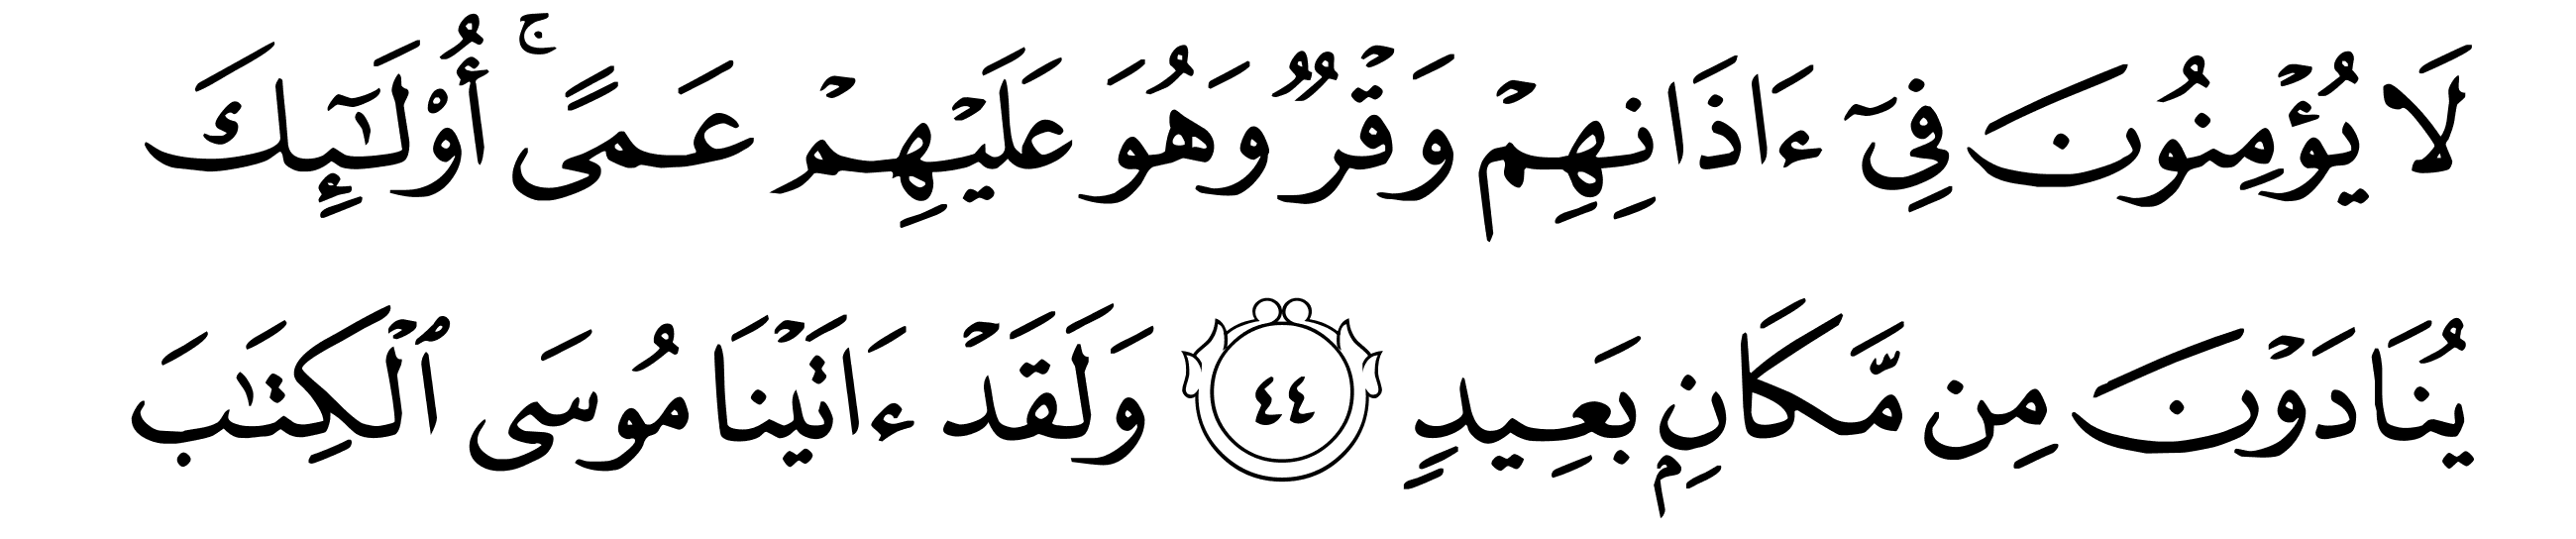 لَا يُؤۡمِنُونَ فِيٓ ءَاذَانِهِمۡ وَقۡرٞ وَهُوَ عَلَيۡهِمۡ عَمًىۚ أُوْلَٰٓئِكَ
يُنَادَوۡنَ مِن مَّكَانِۭ بَعِيدٖ ٤٤ وَلَقَدۡ ءَاتَيۡنَا مُوسَى ٱلۡكِتَٰبَ